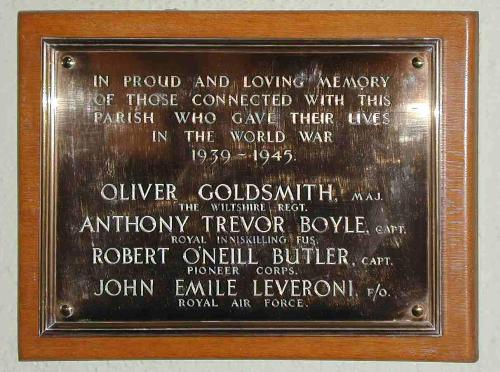 IN PROUD AND LOVING MEMORY
OF THOSE CONNECTED WITH THIS
PARISH WHO GAVE THEIR LIVES
IN THE WORLD WAR
1939-1945.
OLIVER GOLDSMITH, MAJ.
THE WILTSHIRE REGT.
ANTHONY TREVOR BOYLE, CAPT.
ROYAL INNISKILLING FUS.
ROBERT O'NEILL BUTLER, CAPT.
PIONEER CORPS.
JOHN EMILE LEVERONI, F/O.
ROYAL AIR FORCE.